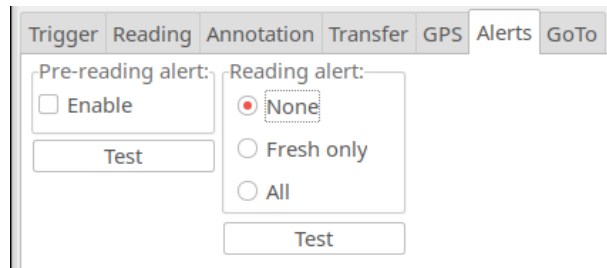 Trigger Reading Annotation Transfer GPS Alerts GoTo
Pre-reading alert: Reading alert:
Enable None
Test Fresh only
All
Test